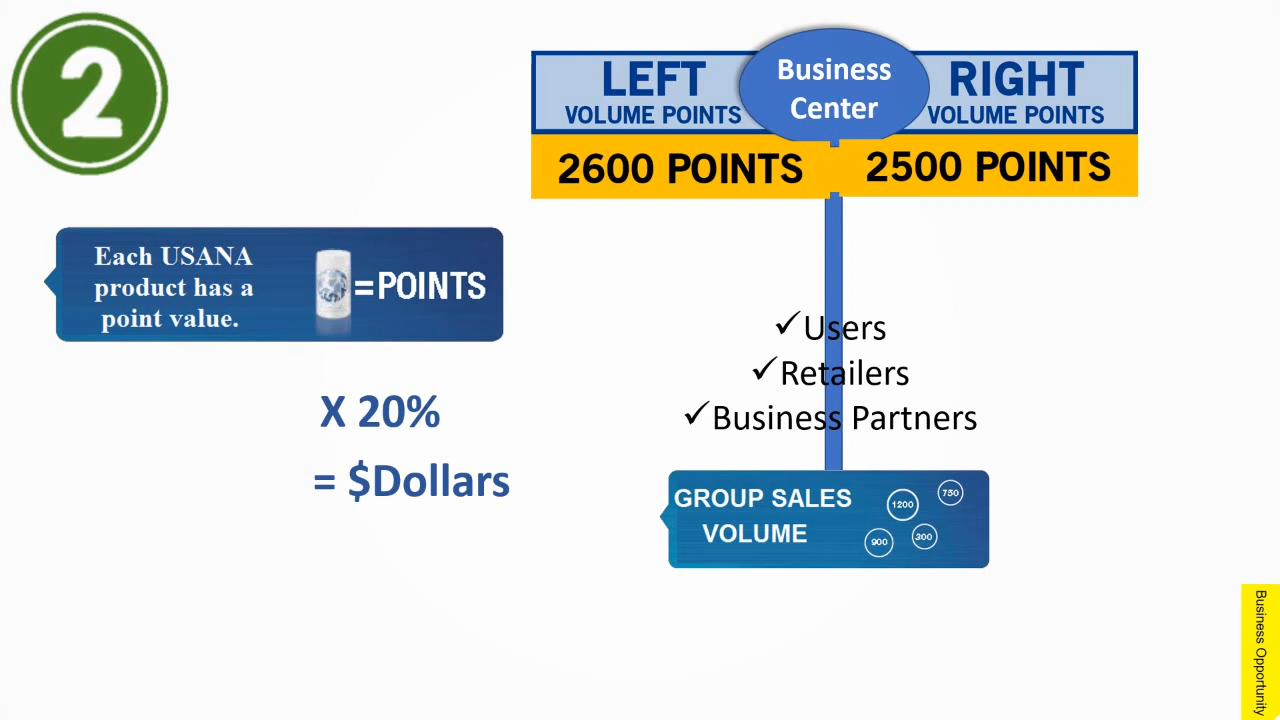 2
LEFT
VOLUME POINTS
Business
Center
RIGHT
VOLUME POINTS
2600 POINTS
2500 POINTS
Each USANA
product has a
point value.
=POINTS
X 20%
= $Dollars
✓Users
✓Retailers
✓Business Partners
GROUP SALES
VOLUME
1200
750
900
300
Business Opportunity